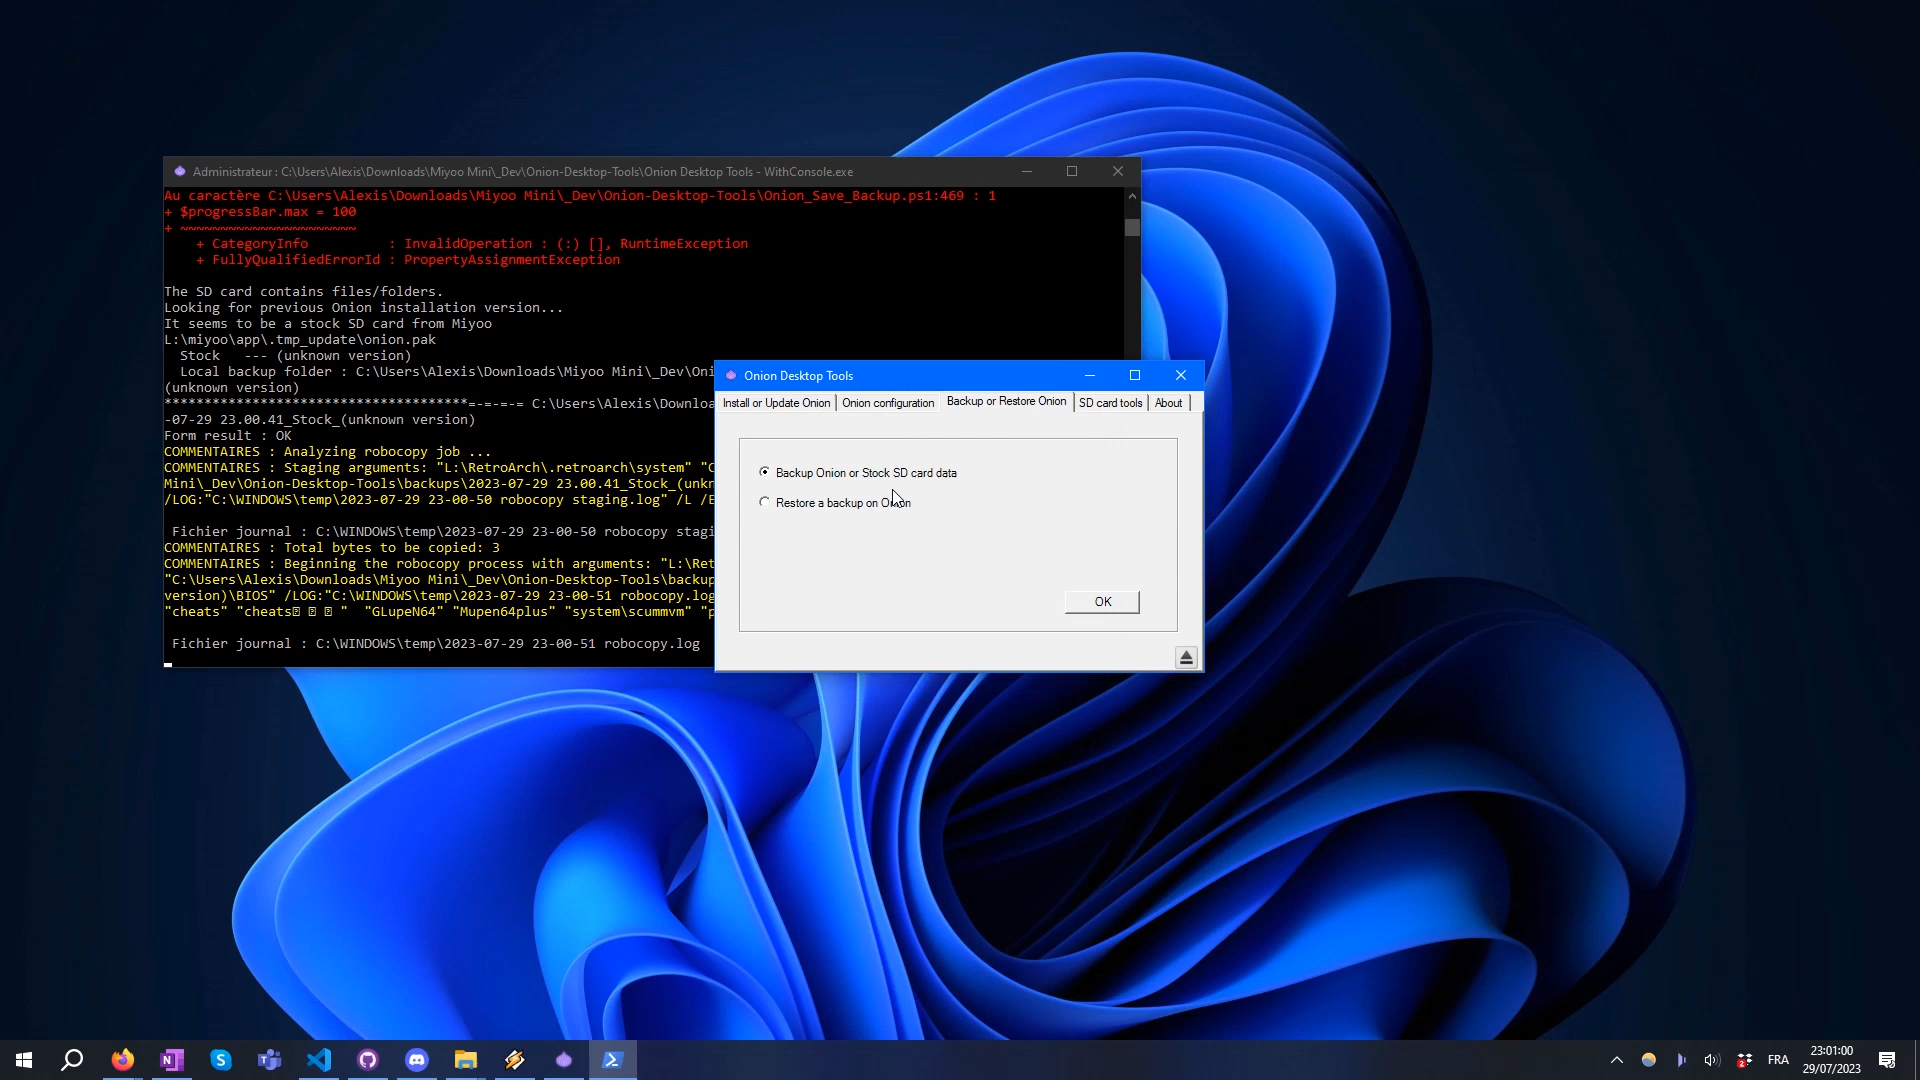 Administrateur : C:\Users\Alexis\Downloads\Miyoo Mini\_Dev\Onion-Desktop-Tools\Onion Desktop Tools - WithConsole.exe
Au caractère C:\Users\Alexis\Downloads\Miyoo Mini\_Dev\Onion-Desktop-Tools\Onion_Save_Backup.ps1:469 : 1
+ $progressBar.max = 100
+ ~~~~~~~~~~~~~~~~~~~~~~
+ CategoryInfo          : InvalidOperation : (:) [], RuntimeException
+ FullyQualifiedErrorId : PropertyAssignmentException
The SD card contains files/folders.
Looking for previous Onion installation version...
It seems to be a stock SD card from Miyoo
L:\miyoo\app\.tmp_update\onion.pak
Stock   --- (unknown version)
Local backup folder : C:\Users\Alexis\Downloads\Miyoo Mini\_Dev\Oni
(unknown version)
**************************************=-=-=-= C:\Users\Alexis\Downloa
-07-29 23.00.41_Stock_(unknown version)
Form result : OK
COMMENTAIRES : Analyzing robocopy job ...
COMMENTAIRES : Staging arguments: "L:\RetroArch\.retroarch\system" "C
Mini\_Dev\Onion-Desktop-Tools\backups\2023-07-29 23.00.41_Stock_(unkn
/LOG:"C:\WINDOWS\temp\2023-07-29 23-00-50 robocopy staging.log" /L /E
Fichier journal : C:\WINDOWS\temp\2023-07-29 23-00-50 robocopy stagi
COMMENTAIRES : Total bytes to be copied: 3
COMMENTAIRES : Beginning the robocopy process with arguments: "L:\Ret
"C:\Users\Alexis\Downloads\Miyoo Mini\_Dev\Onion-Desktop-Tools\backup
version)\BIOS" /LOG:"C:\WINDOWS\temp\2023-07-29 23-00-51 robocopy.log
"cheats" "cheats "  "GLupeN64" "Mupen64plus" "system\scummvm" "p
Fichier journal : C:\WINDOWS\temp\2023-07-29 23-00-51 robocopy.log
Onion Desktop Tools
Install or Update Onion
Onion configuration
Backup or Restore Onion
SD card tools
About
Backup Onion or Stock SD card data
Restore a backup on Onion
OK
FRA
23:01:00
29/07/2023